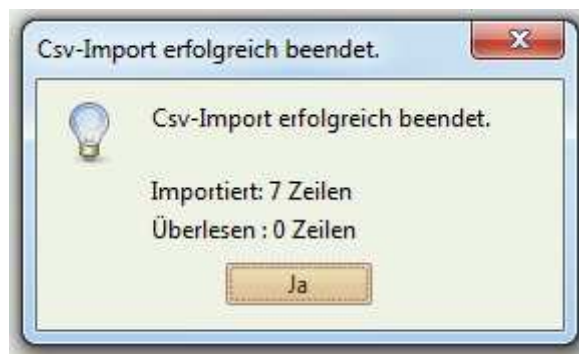 Csv-Import erfolgreich beendet.
Csv-Import erfolgreich beendet.
Importiert: 7 Zeilen
Überlesen : 0 Zeilen
Ja